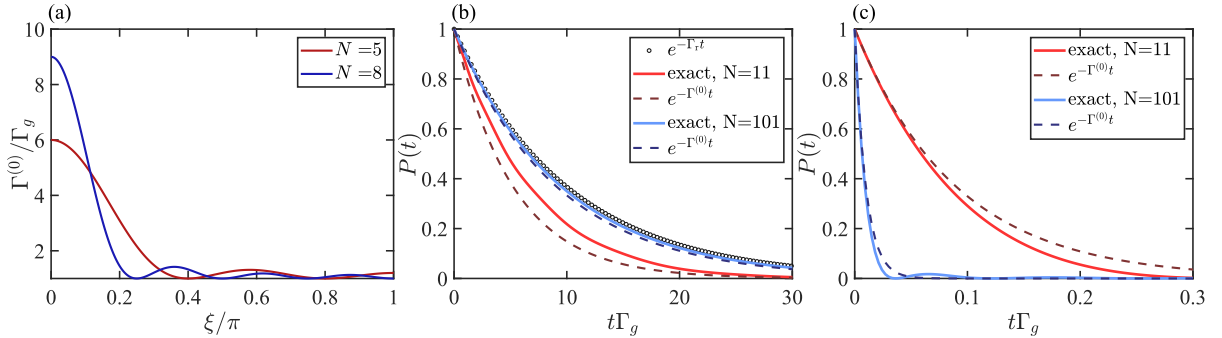 (a)
10
8
6
4
2
Γ^(0)/Γ_g
N =5
N =8
0
0.2
0.4
0.6
0.8
1
ξ/π
(b)
1
0.8
0.6
0.4
0.2
0
P(t)
e^{−Γ_r t}
exact, N=11
e^{−Γ^(0) t}
exact, N=101
e^{−Γ^(0) t}
0
10
20
30
tΓ_g
(c)
1
0.8
0.6
0.4
0.2
0
P(t)
exact, N=11
e^{−Γ^(0) t}
exact, N=101
e^{−Γ^(0) t}
0
0.1
0.2
0.3
tΓ_g